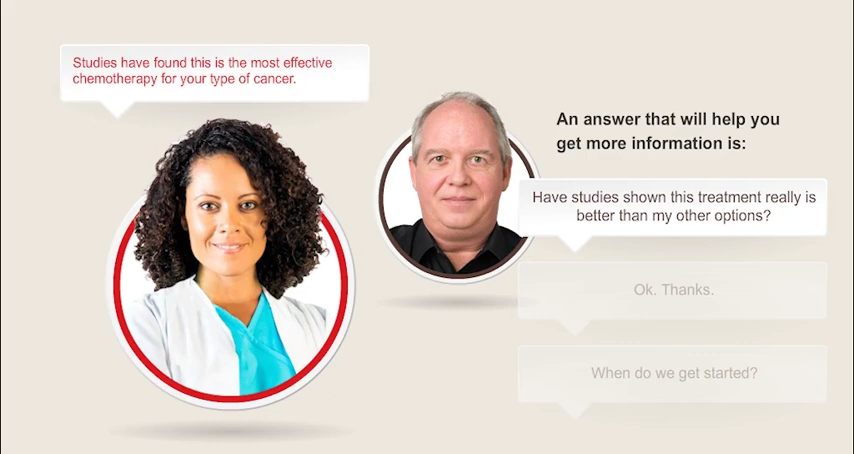 Studies have found this is the most effective
chemotherapy for your type of cancer.
An answer that will help you
get more information is:
Have studies shown this treatment really is
better than my other options?
Ok. Thanks.
When do we get started?